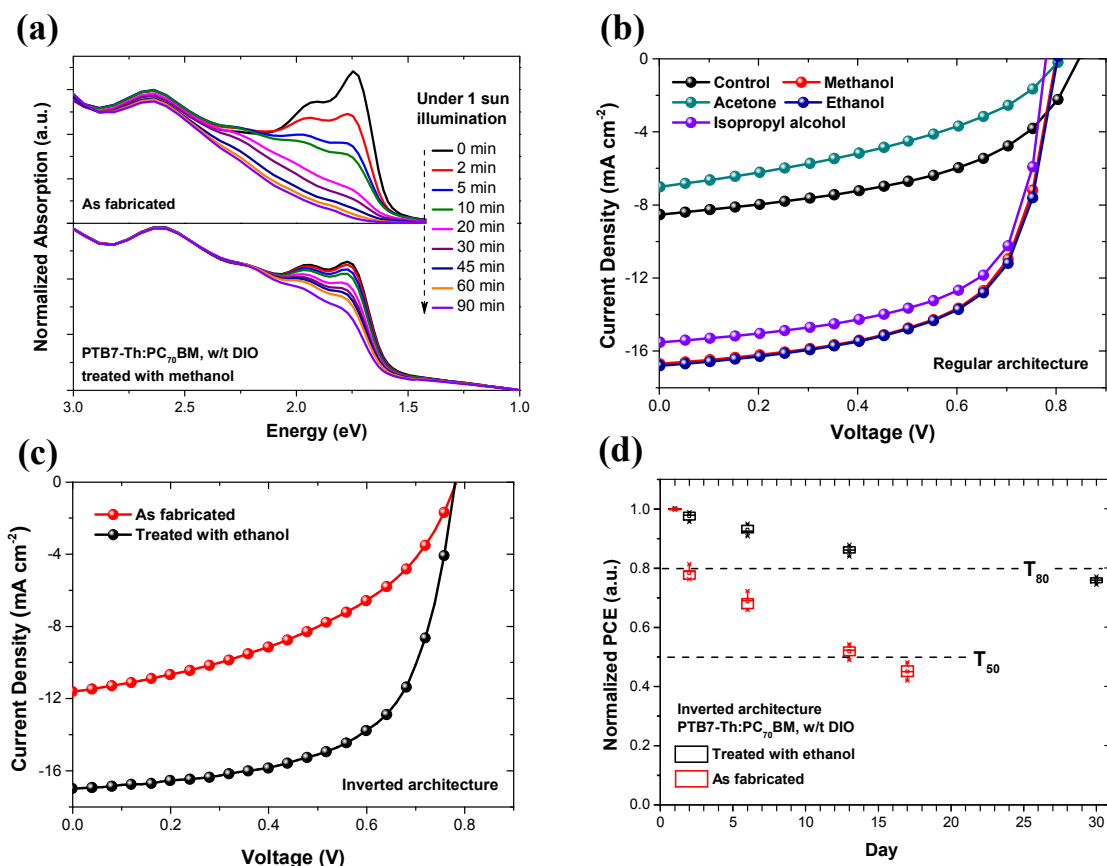 (a)
Normalized Absorption (a.u.)
Under 1 sun
illumination
0 min
2 min
5 min
10 min
20 min
30 min
45 min
60 min
90 min
As fabricated
PTB7-Th:PC70BM, w/t DIO
treated with methanol
3.0 2.5 2.0 1.5 1.0
Energy (eV)
(b)
Current Density (mA cm-2)
0
-4
-8
-12
-16
Control
Methanol
Acetone
Ethanol
Isopropyl alcohol
Regular architecture
0.0 0.2 0.4 0.6 0.8
Voltage (V)
(c)
Current Density (mA cm-2)
0
-4
-8
-12
-16
As fabricated
Treated with ethanol
Inverted architecture
0.0 0.2 0.4 0.6 0.8
Voltage (V)
(d)
Normalized PCE (a.u.)
1.0
0.8
0.6
0.4
0.2
0.0
T80
T50
Inverted architecture
PTB7-Th:PC70BM, w/t DIO
Treated with ethanol
As fabricated
0 5 10 15 20 25 30
Day